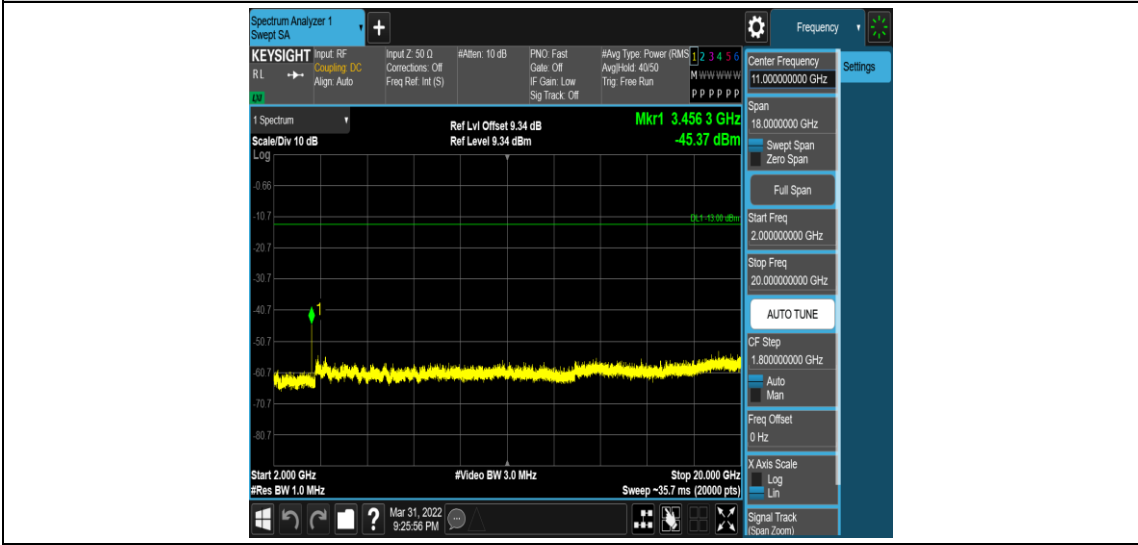 Spectrum Analyzer 1
Swept SA
+
Frequency
KEYSIGHT
RL
LNI
Input: RF
Coupling: DC
Align: Auto
Input Z: 50 Ω
Corrections: Off
Freq Ref: Int (S)
#Atten: 10 dB
PNO: Fast
Gate: Off
IF Gain: Low
Sig Track: Off
#Avg Type: Power (RMS
Avg|Hold: 40/50
Trig: Free Run
1 2 3 4 5 6
M W W W W W
P P P P P P
1 Spectrum
Scale/Div 10 dB
Log
Ref Lvl Offset 9.34 dB
Ref Level 9.34 dBm
Mkr1 3.456 3 GHz
-45.37 dBm
-0.66
-10.7
DL1 -13.00 dBm
-20.7
-30.7
-40.7
1
-50.7
-60.7
-70.7
-80.7
Start 2.000 GHz
#Res BW 1.0 MHz
#Video BW 3.0 MHz
Stop 20.000 GHz
Sweep ~35.7 ms (20000 pts)
?
Mar 31, 2022
9:25:56 PM
Center Frequency
11.000000000 GHz
Settings
Span
18.0000000 GHz
Swept Span
Zero Span
Full Span
Start Freq
2.000000000 GHz
Stop Freq
20.000000000 GHz
AUTO TUNE
CF Step
1.800000000 GHz
Auto
Man
Freq Offset
0 Hz
X Axis Scale
Log
Lin
Signal Track
(Span Zoom)